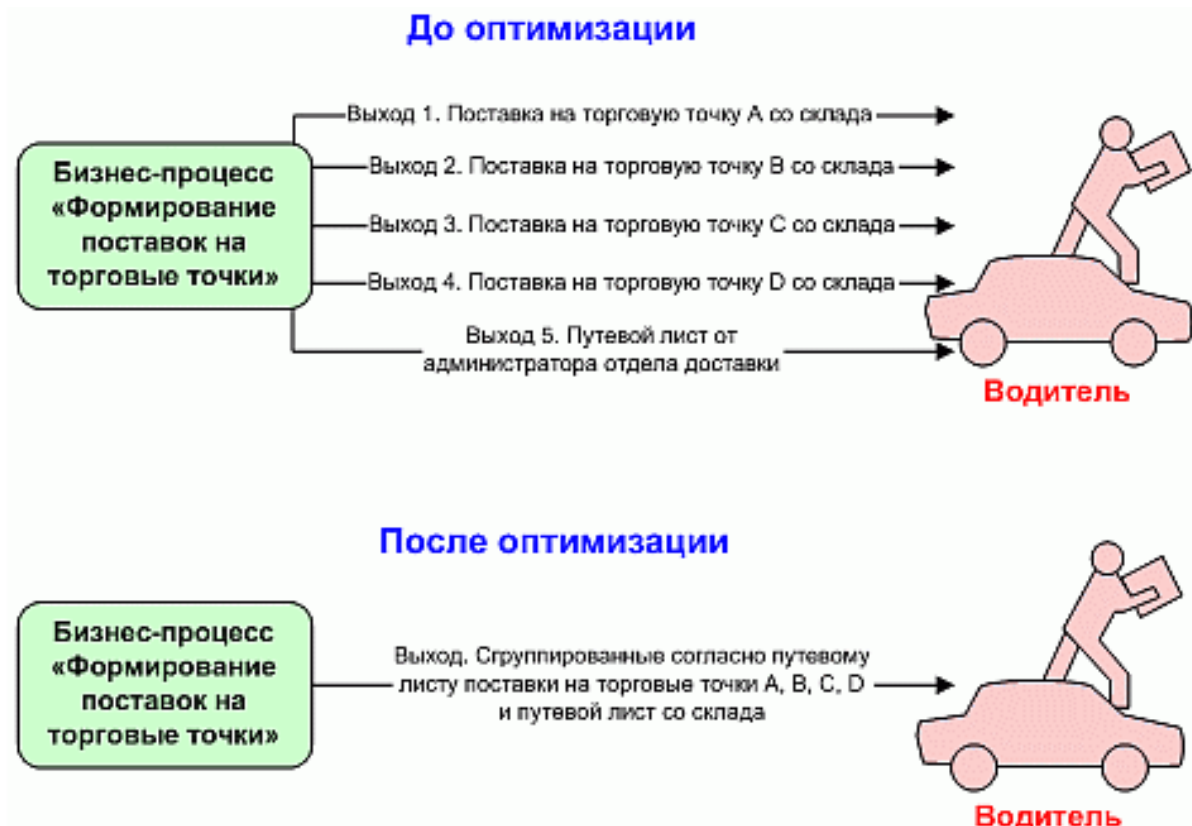 До оптимизации
Выход 1. Поставка на торговую точку А со склада
Бизнес-процесс
«Формирование
поставок на
торговые точки»
Выход 2. Поставка на торговую точку В со склада
Выход 3. Поставка на торговую точку С со склада
Выход 4. Поставка на торговую точку D со склада
Выход 5. Путевой лист от
администратора отдела доставки
Водитель
После оптимизации
Бизнес-процесс
«Формирование
поставок на
торговые точки»
Выход. Сгруппированные согласно путевому
листу поставки на торговые точки А, В, С, D
и путевой лист со склада
Водитель